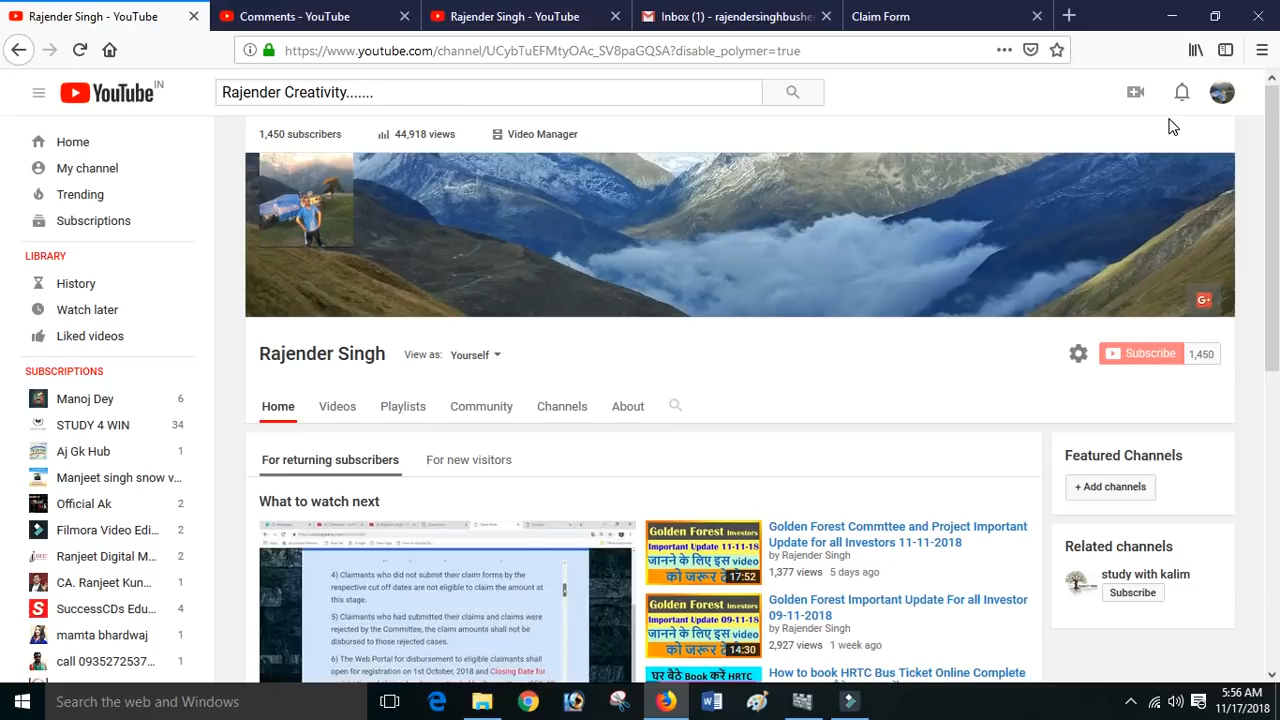 Rajender Singh - YouTube
Comments - YouTube
Rajender Singh - YouTube
Inbox (1) - rajendersinghbushe
Claim Form
https://www.youtube.com/channel/UCybTuEFMtyOAc_SV8paGQSA?disable_polymer=true
YouTube IN
Rajender Creativity.......
1,450 subscribers
44,918 views
Video Manager
Home
My channel
Trending
Subscriptions
LIBRARY
History
Watch later
Liked videos
SUBSCRIPTIONS
Manoj Dey 6
STUDY 4 WIN 34
Aj Gk Hub 1
Manjeet singh snow v...
Official Ak 2
Filmora Video Edi... 2
Ranjeet Digital M... 2
CA. Ranjeet Kun... 1
SuccessCDs Edu... 4
mamta bhardwaj 1
call 0935272537... 1
G+
Rajender Singh
View as: Yourself
Subscribe 1,450
Home
Videos
Playlists
Community
Channels
About
For returning subscribers
For new visitors
What to watch next
4) Claimants who did not submit their claim forms by the
respective cut off dates are not eligible to claim the amount at
this stage.
5) Claimants who had submitted their claims and claims were
rejected by the Committee, the claim amounts shall not be
disbursed to those rejected cases.
6) The Web Portal for disbursement to eligible claimants shall
open for registration on 1st October, 2018 and Closing Date for
Golden Forest Investors
Important Update 11-11-18
जानने के लिए इस video
को जरूर दे
17:52
Golden Forest Commttee and Project Important
Update for all Investors 11-11-2018
by Rajender Singh
1,377 views 5 days ago
Golden Forest Investors
Important Update 09-11-18
जानने के लिए इस video
को जरूर दे
14:30
Golden Forest Important Update For all Investor
09-11-2018
by Rajender Singh
2,927 views 1 week ago
घर बैठे Book करें HRTC
How to book HRTC Bus Ticket Online Complete
Featured Channels
+ Add channels
Related channels
study with kalim
Subscribe
Search the web and Windows
5:56 AM
11/17/2018